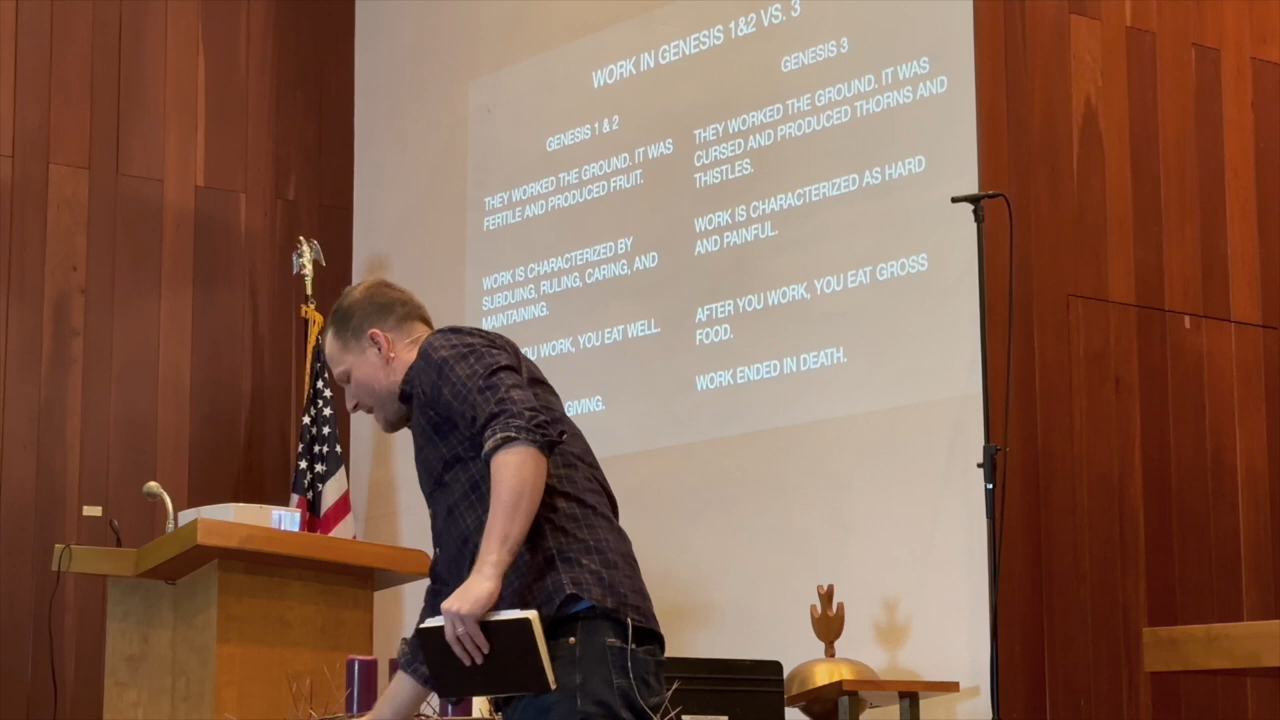 WORK IN GENESIS 1&2 VS. 3
GENESIS 1 & 2
THEY WORKED THE GROUND. IT WAS
FERTILE AND PRODUCED FRUIT.
WORK IS CHARACTERIZED BY
SUBDUING, RULING, CARING, AND
MAINTAINING.
YOU WORK, YOU EAT WELL.
GIVING.
GENESIS 3
THEY WORKED THE GROUND. IT WAS
CURSED AND PRODUCED THORNS AND
THISTLES.
WORK IS CHARACTERIZED AS HARD
AND PAINFUL.
AFTER YOU WORK, YOU EAT GROSS
FOOD.
WORK ENDED IN DEATH.